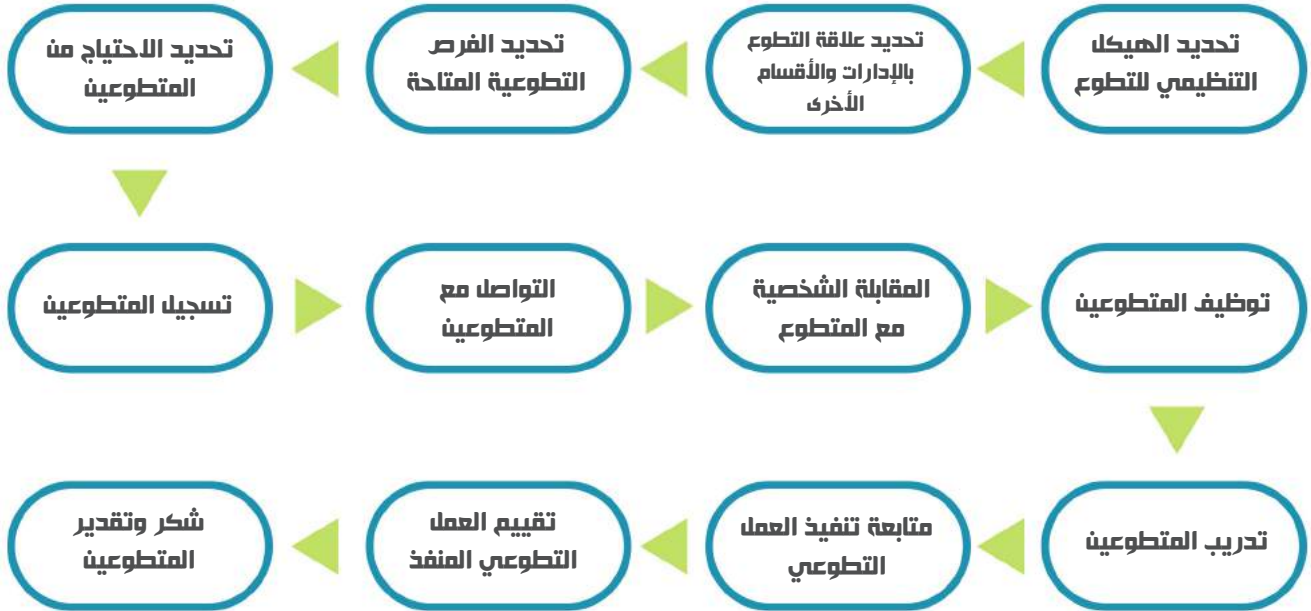 تحديد الهيكل
التنظيمي للتطوع
تحديد علاقة التطوع
بالإدارات والأقسام
الأخرى
تحديد الفرص
التطوعية المتاحة
تحديد الاحتياج من
المتطوعين
تسجيل المتطوعين
التواصل مع
المتطوعين
المقابلة الشخصية
مع المتطوع
توظيف المتطوعين
تدريب المتطوعين
متابعة تنفيذ العمل
التطوعي
تقييم العمل
التطوعي المنفذ
شكر وتقدير
المتطوعين